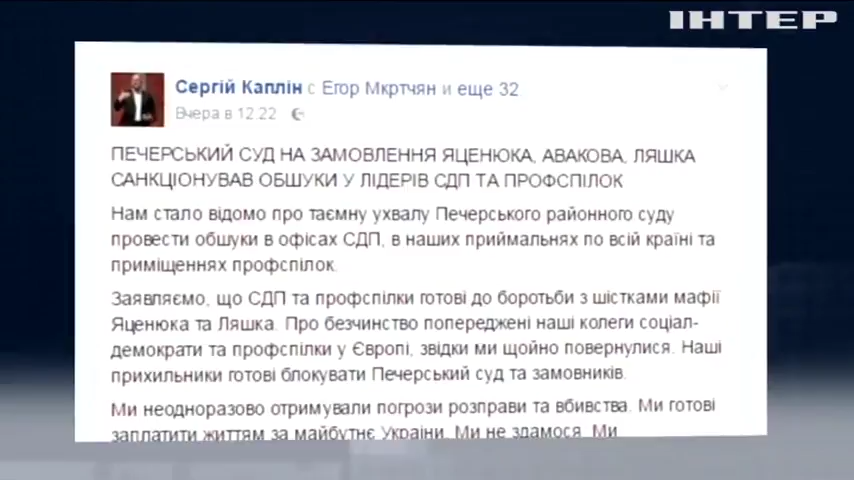 ІНТЕР
Сергій Каплін с Егор Мкртчян и еще 32
Вчера в 12:22
ПЕЧЕРСЬКИЙ СУД НА ЗАМОВЛЕННЯ ЯЦЕНЮКА, АВАКОВА, ЛЯШКА
САНКЦІОНУВАВ ОБШУКИ У ЛІДЕРІВ СДП ТА ПРОФСПІЛОК
Нам стало відомо про таємну ухвалу Печерського районного суду
провести обшуки в офісах СДП, в наших приймальнях по всій країні та
приміщеннях профспілок.
Заявляємо, що СДП та профспілки готові до боротьби з шістками мафії
Яценюка та Ляшка. Про безчинство попереджені наші колеги соціал-
демократи та профспілки у Європі, звідки ми щойно повернулися. Наші
прихильники готові блокувати Печерський суд та замовників.
Ми неодноразово отримували погрози розправи та вбивства. Ми готові
заплатити життям за майбутнє України. Ми не здамося. Ми